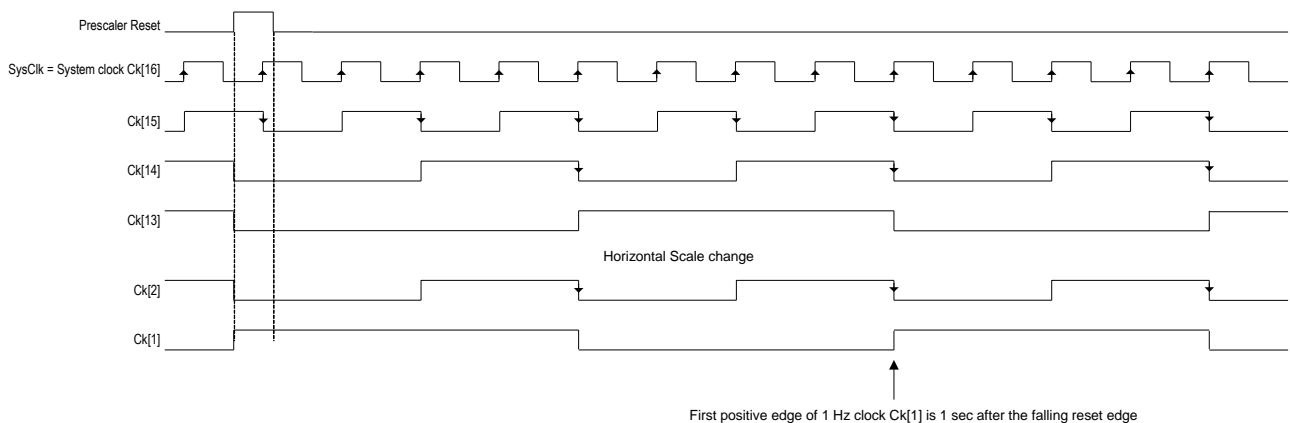 Prescaler Reset
SysClk = System clock Ck[16]
Ck[15]
Ck[14]
Ck[13]
Horizontal Scale change
Ck[2]
Ck[1]
First positive edge of 1 Hz clock Ck[1] is 1 sec after the falling reset edge